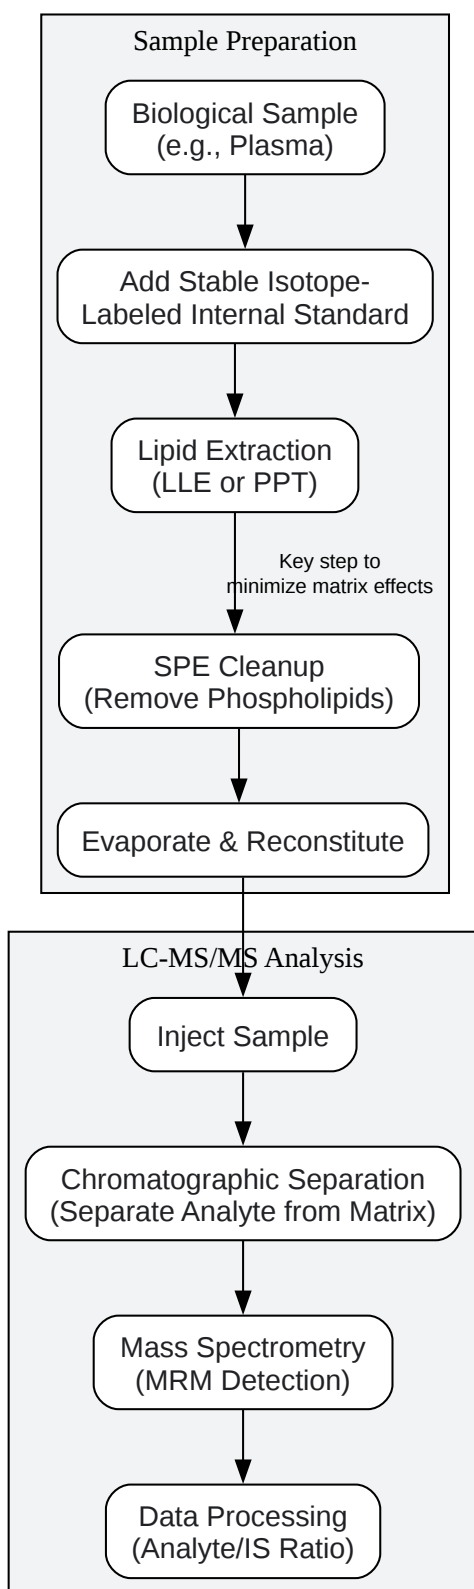 Sample Preparation
Biological Sample
(e.g., Plasma)
Add Stable Isotope-
Labeled Internal Standard
Lipid Extraction
(LLE or PPT)
Key step to
minimize matrix effects
SPE Cleanup
(Remove Phospholipids)
Evaporate & Reconstitute
LC-MS/MS Analysis
Inject Sample
Chromatographic Separation
(Separate Analyte from Matrix)
Mass Spectrometry
(MRM Detection)
Data Processing
(Analyte/IS Ratio)